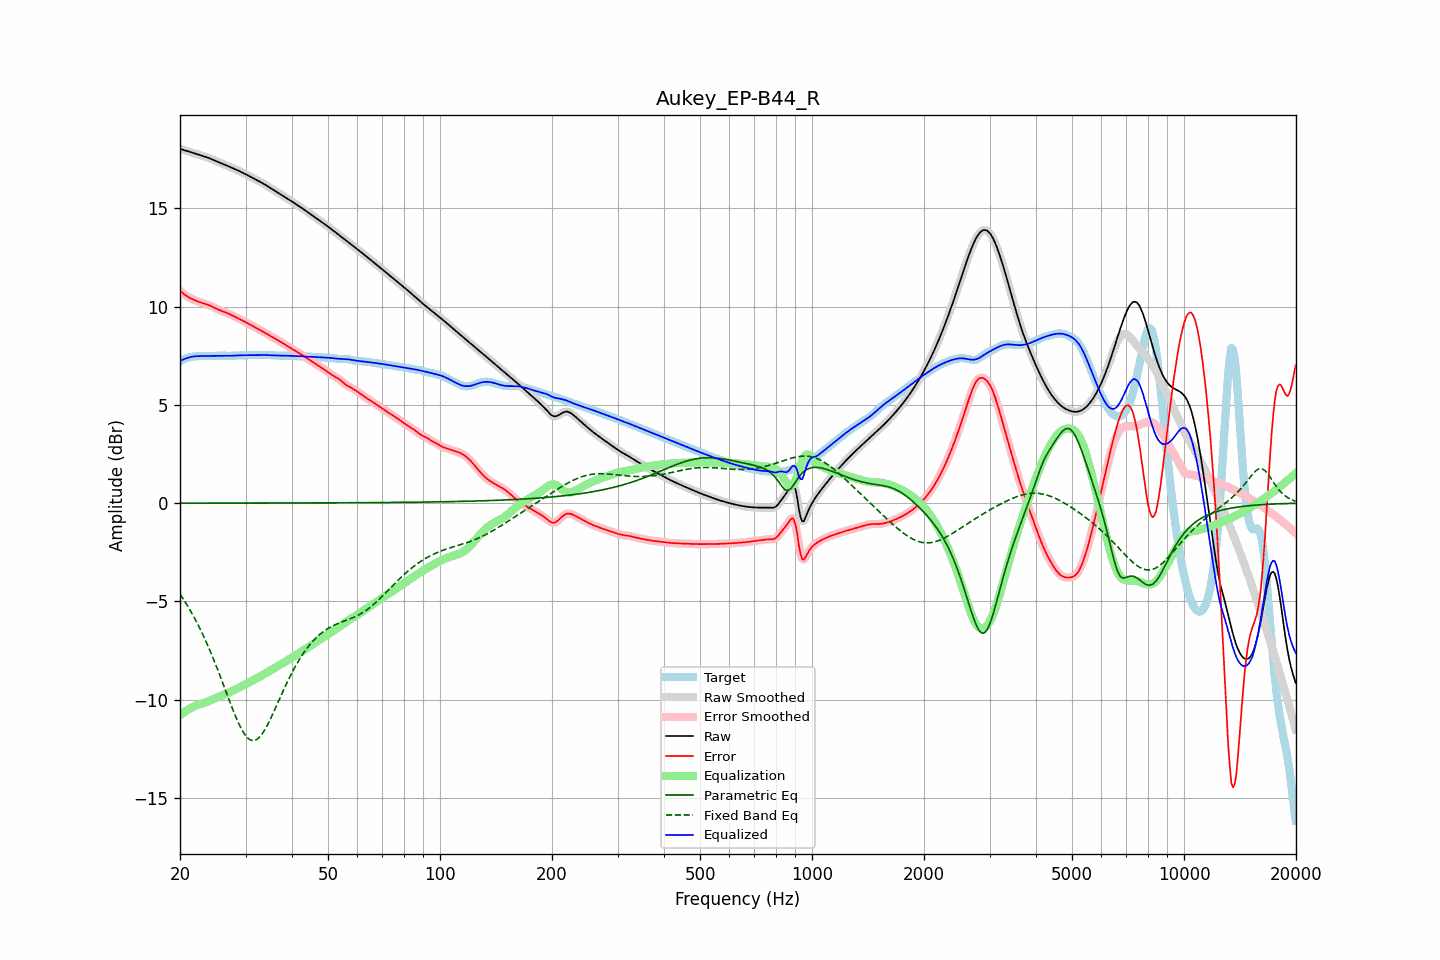 Aukey_EP-B44_R
Amplitude (dBr)
15
10
5
0
−5
−10
−15
Target
Raw Smoothed
Error Smoothed
Raw
Error
Equalization
Parametric Eq
Fixed Band Eq
Equalized
20 50 100 200 500 1000 2000 5000 10000 20000
Frequency (Hz)